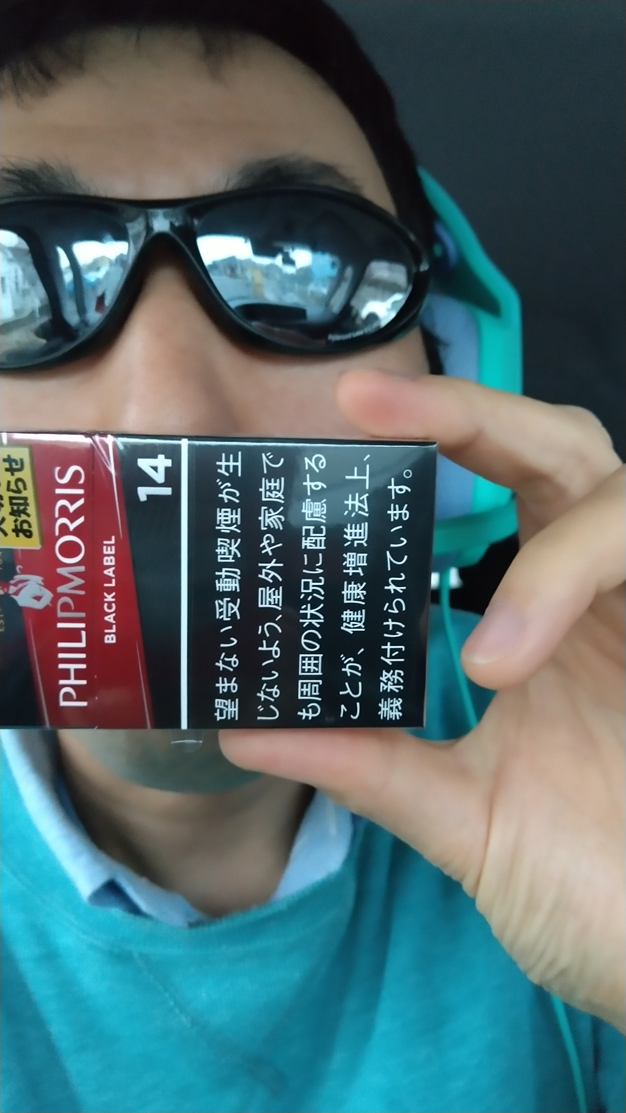 お知らせ
PHILIP MORRIS
BLACK LABEL
14
望まない受動喫煙が生
じないよう、屋外や家庭で
も周囲の状況に配慮する
ことが、健康増進法上、
義務付けられています。